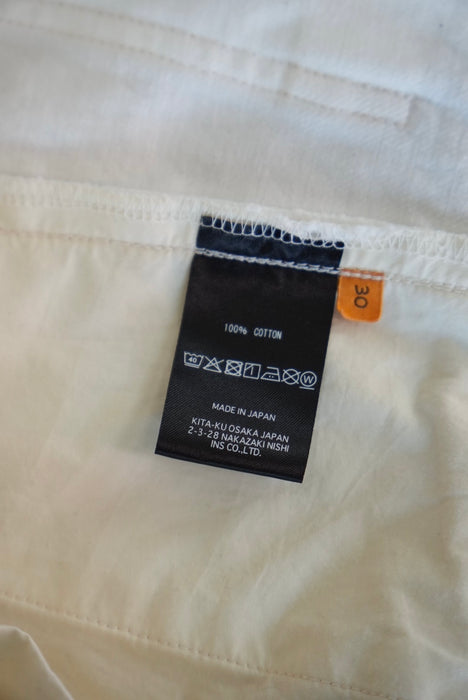 100% COTTON
40 W
MADE IN JAPAN
KITA-KU OSAKA JAPAN
2-3-28 NAKAZAKI NISHI
INS CO.,LTD.
30